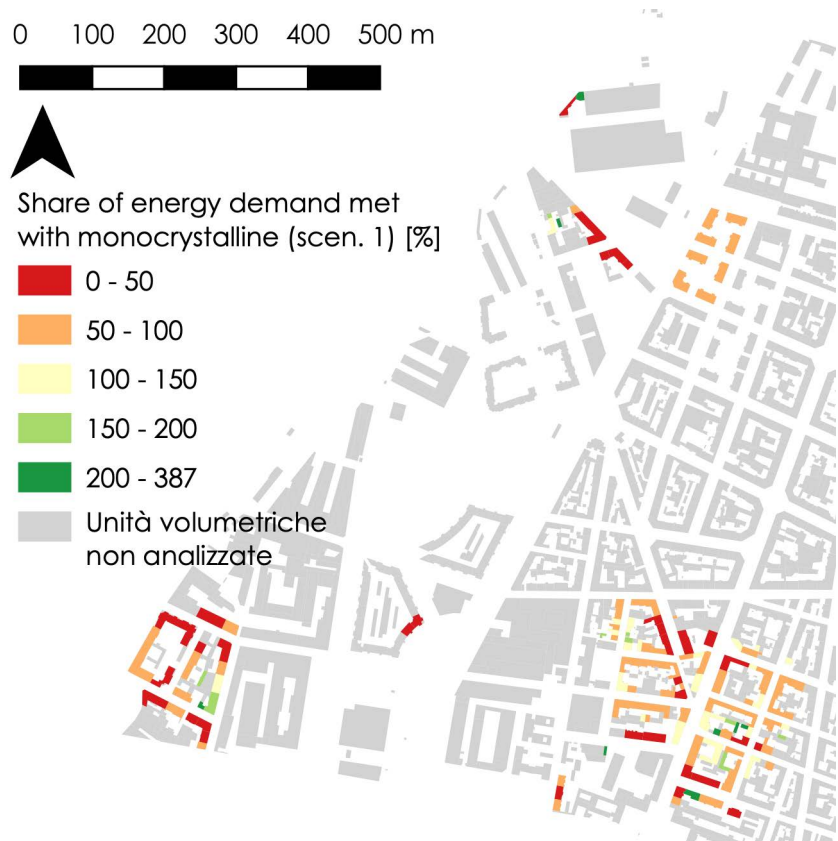 0 100 200 300 400 500 m
Share of energy demand met
with monocrystalline (scen. 1) [%]
0 - 50
50 - 100
100 - 150
150 - 200
200 - 387
Unità volumetriche
non analizzate